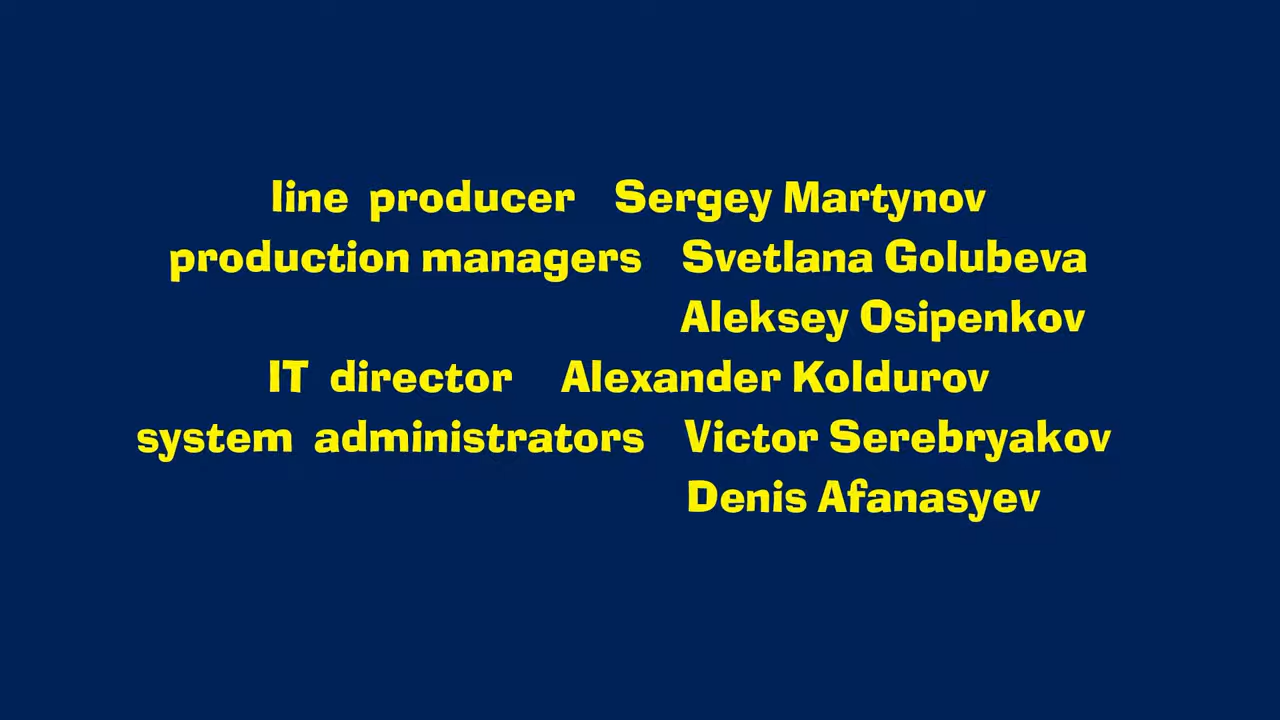 line producer Sergey Martynov
production managers Svetlana Golubeva
Aleksey Osipenkov
IT director Alexander Koldurov
system administrators Victor Serebryakov
Denis Afanasyev